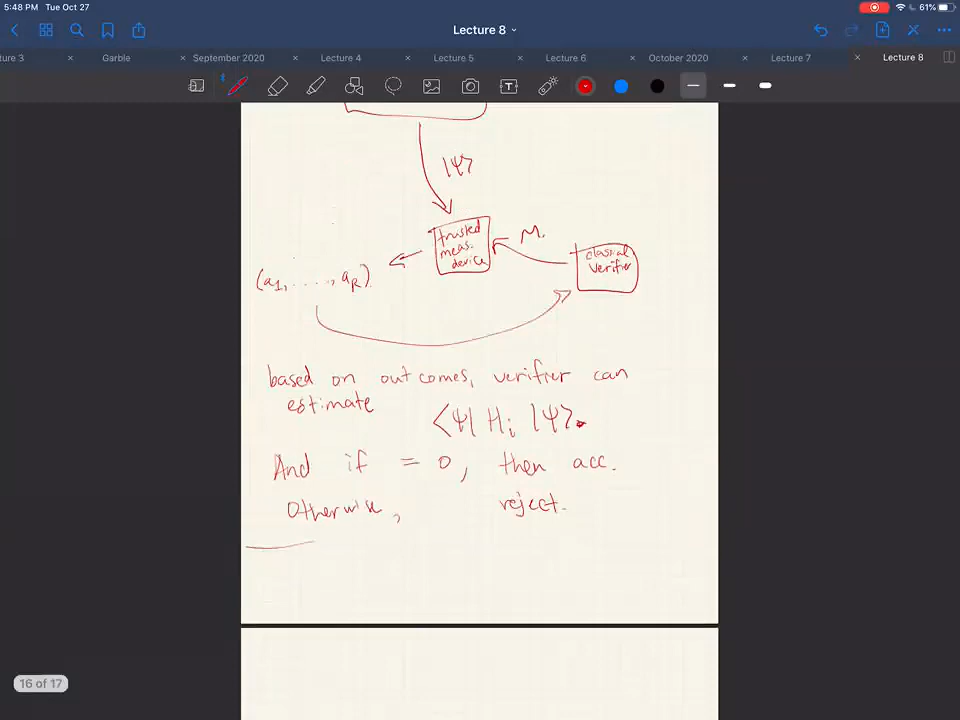 5:48 PM Tue Oct 27
61%
Lecture 8
ure 3
Garble
September 2020
Lecture 4
Lecture 5
Lecture 6
October 2020
Lecture 7
Lecture 8
|Ψ⟩
trusted
meas.
device
M.
classical
verifier
(a1, ....., aR)
based on outcomes, verifier can
estimate
⟨Ψ| Hi |Ψ⟩.
And if = 0, then acc.
Otherwise, reject.
16 of 17